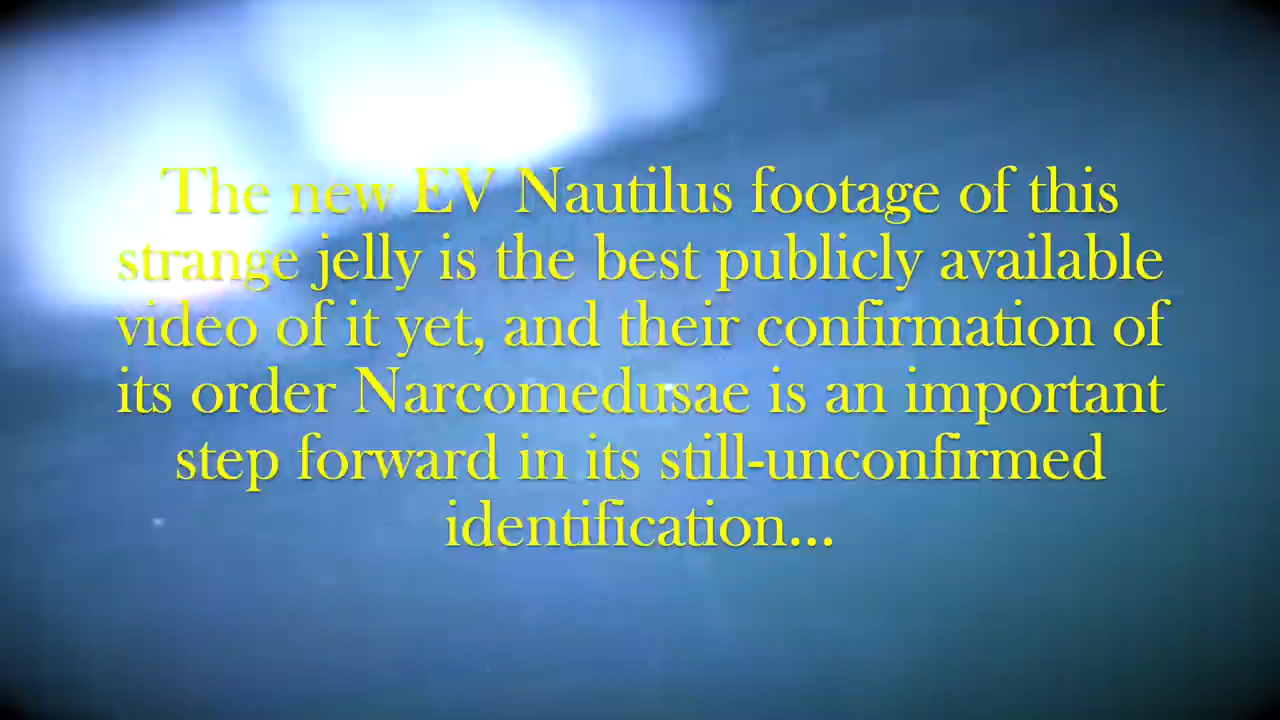 The new EV Nautilus footage of this
strange jelly is the best publicly available
video of it yet, and their confirmation of
its order Narcomedusae is an important
step forward in its still-unconfirmed
identification...